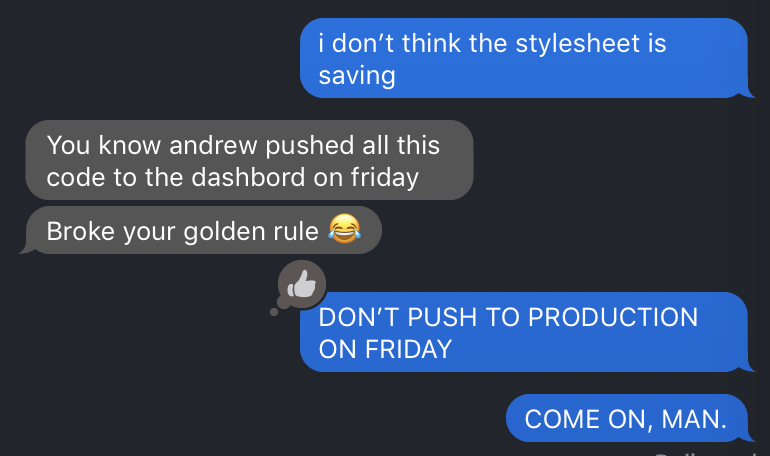 i don’t think the stylesheet is
saving
You know andrew pushed all this
code to the dashbord on friday
Broke your golden rule 😂
DON’T PUSH TO PRODUCTION
ON FRIDAY
COME ON, MAN.